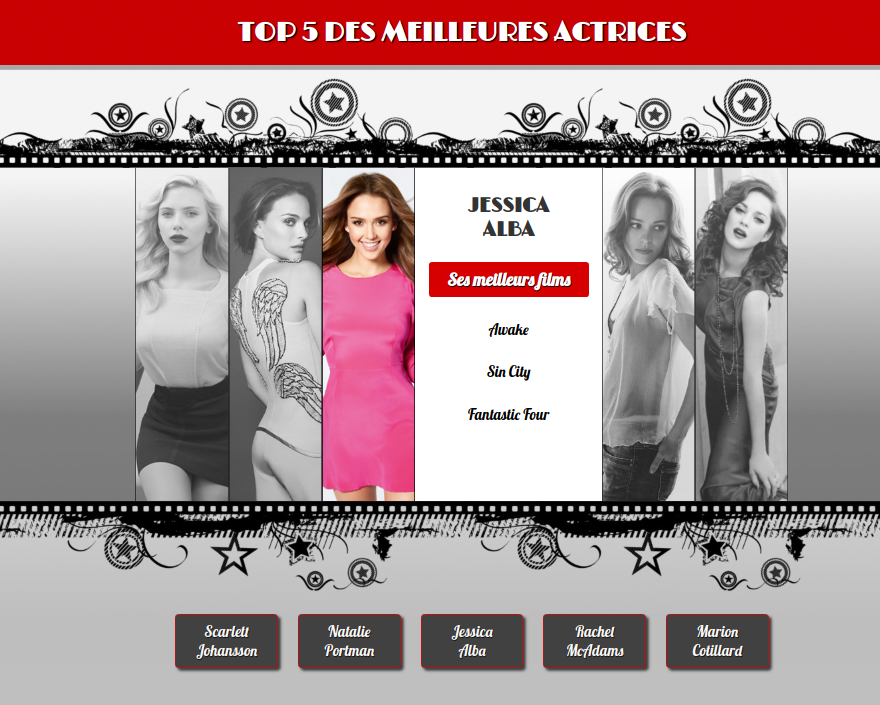 TOP 5 DES MEILLEURES ACTRICES
JESSICA
ALBA
Ses meilleurs films
Awake
Sin City
Fantastic Four
Scarlett
Johansson
Natalie
Portman
Jessica
Alba
Rachel
McAdams
Marion
Cotillard